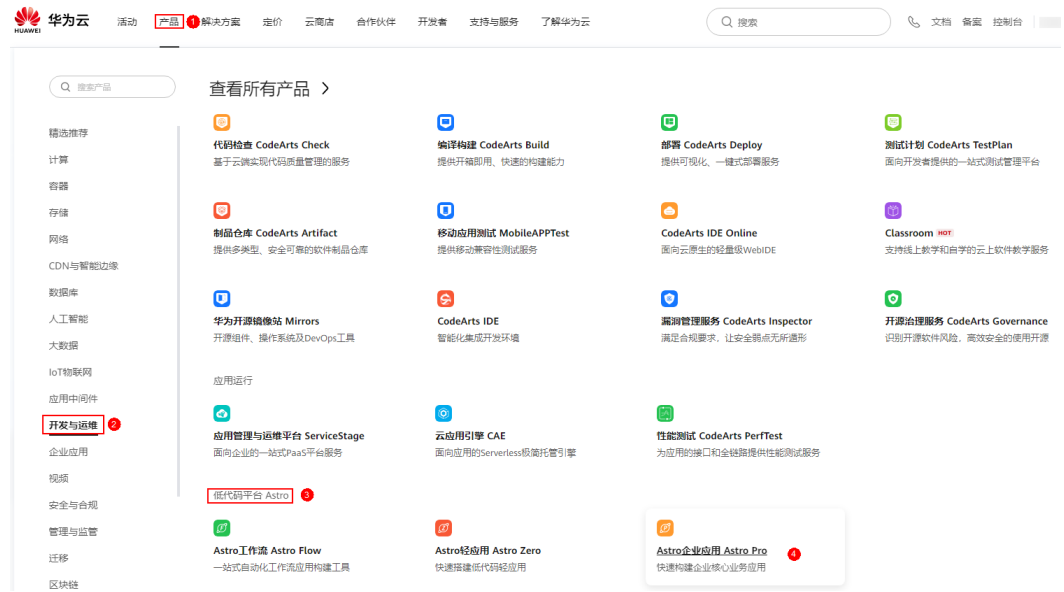 HUAWEI
华为云
活动
产品
1
解决方案
定价
云商店
合作伙伴
开发者
支持与服务
了解华为云
搜索
文档
备案
控制台
搜索产品
精选推荐
计算
容器
存储
网络
CDN与智能边缘
数据库
人工智能
大数据
IoT物联网
应用中间件
开发与运维
2
企业应用
视频
安全与合规
管理与监管
迁移
区块链
查看所有产品
代码检查 CodeArts Check
基于云端实现代码质量管理的服务
编译构建 CodeArts Build
提供开箱即用、快速的构建能力
部署 CodeArts Deploy
提供可视化、一键式部署服务
测试计划 CodeArts TestPlan
面向开发者提供的一站式测试管理平台
制品仓库 CodeArts Artifact
提供多类型、安全可靠的软件制品仓库
移动应用测试 MobileAPPTest
提供移动兼容性测试服务
CodeArts IDE Online
面向云原生的轻量级WebIDE
Classroom HOT
支持线上教学和自学的云上软件教学服务
华为开源镜像站 Mirrors
开源组件、操作系统及DevOps工具
CodeArts IDE
智能化集成开发环境
漏洞管理服务 CodeArts Inspector
满足合规要求，让安全弱点无所遁形
开源治理服务 CodeArts Governance
识别开源软件风险，高效安全的使用开源
应用运行
应用管理与运维平台 ServiceStage
面向企业的一站式PaaS平台服务
云应用引擎 CAE
面向应用的Serverless极简托管引擎
性能测试 CodeArts PerfTest
为应用的接口和全链路提供性能测试服务
低代码平台 Astro
3
Astro工作流 Astro Flow
一站式自动化工作流应用构建工具
Astro轻应用 Astro Zero
快速搭建低代码轻应用
Astro企业应用 Astro Pro
4
快速构建企业核心业务应用